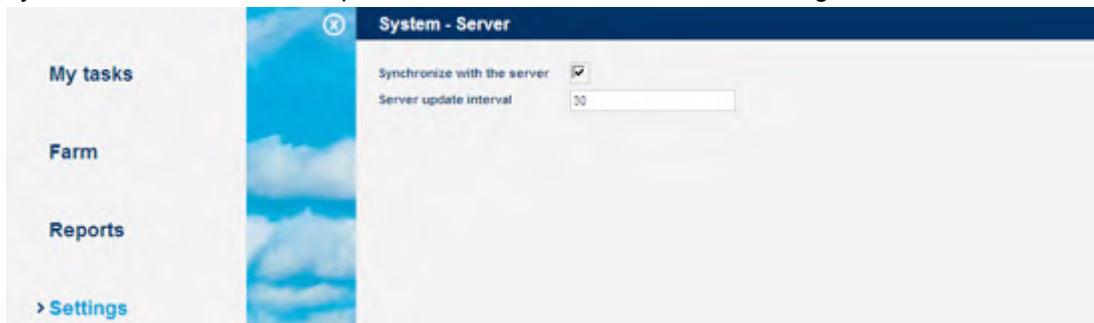 System - Server
My tasks
Synchronize with the server
Server update interval 30
Farm
Reports
> Settings